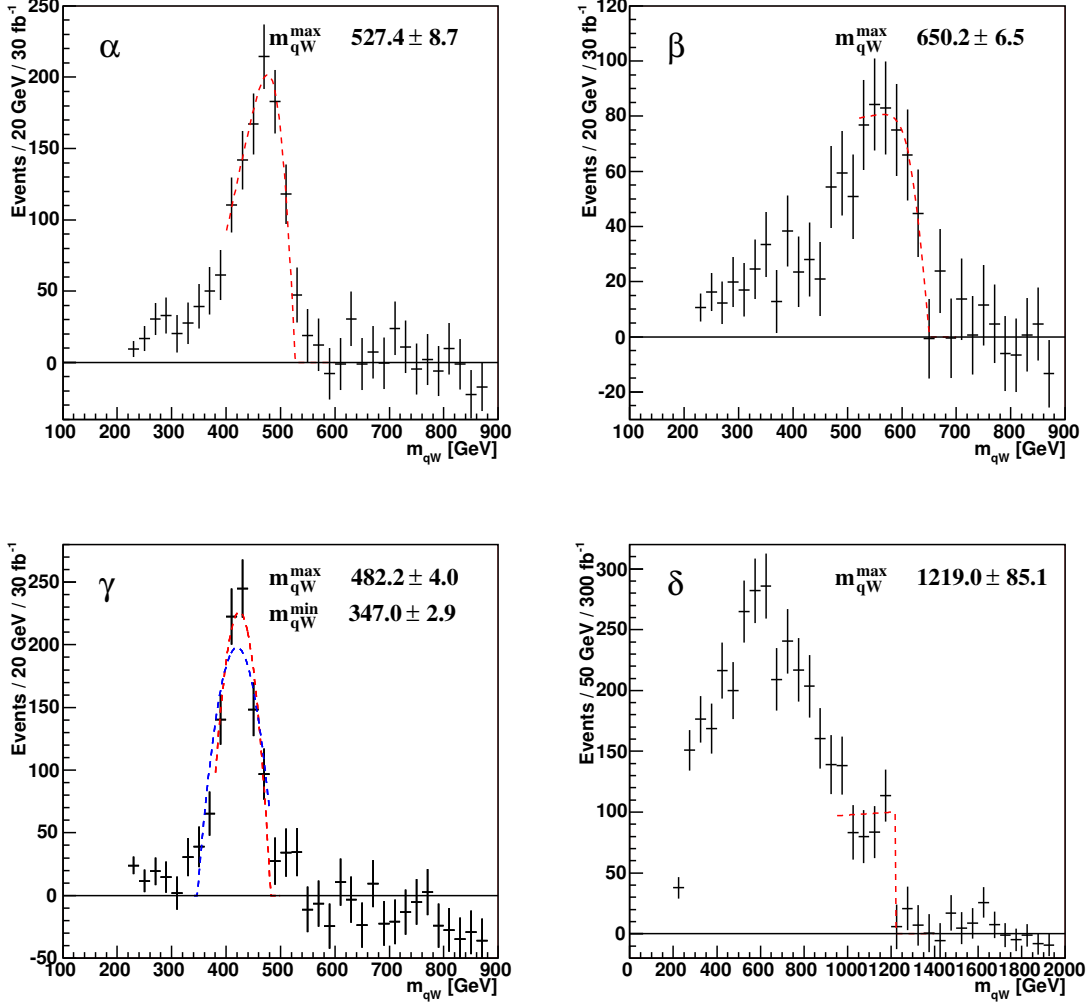 α
m_qW^max 527.4 ± 8.7
Events / 20 GeV / 30 fb⁻¹
250
200
150
100
50
0
100 200 300 400 500 600 700 800 900
m_qW [GeV]
β
m_qW^max 650.2 ± 6.5
Events / 20 GeV / 30 fb⁻¹
120
100
80
60
40
20
0
-20
100 200 300 400 500 600 700 800 900
m_qW [GeV]
γ
m_qW^max 482.2 ± 4.0
m_qW^min 347.0 ± 2.9
Events / 20 GeV / 30 fb⁻¹
250
200
150
100
50
0
-50
100 200 300 400 500 600 700 800 900
m_qW [GeV]
δ
m_qW^max 1219.0 ± 85.1
Events / 50 GeV / 300 fb⁻¹
300
250
200
150
100
50
0
0 200 400 600 800 1000 1200 1400 1600 1800 2000
m_qW [GeV]